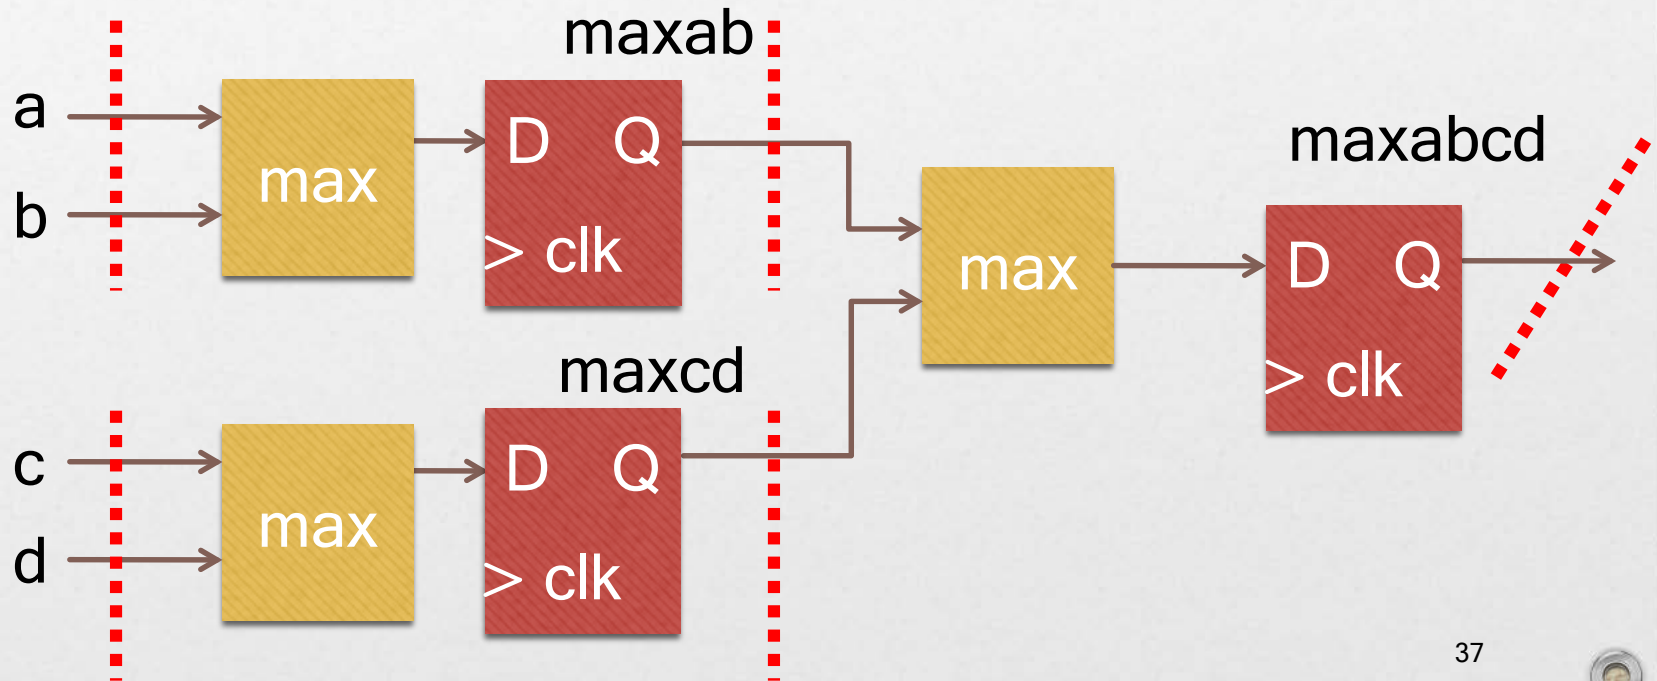 maxab
a
b
max
D Q
> clk
maxabcd
max
D Q
> clk
maxcd
c
d
max
D Q
> clk
37